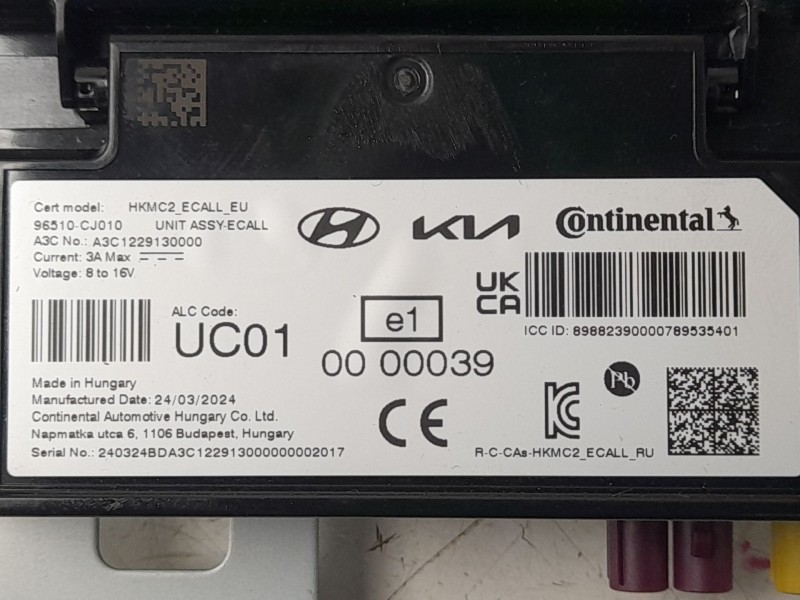 Cert model: HKMC2_ECALL_EU
96510-CJ010 UNIT ASSY-ECALL
A3C No.: A3C1229130000
Current: 3A Max
Voltage: 8 to 16V
KIA
Continental
UK
CA
ICC ID: 89882390000789535401
ALC Code:
UC01
e1
00 00039
Made in Hungary
Manufactured Date: 24/03/2024
Continental Automotive Hungary Co. Ltd.
Napmatka utca 6, 1106 Budapest, Hungary
Serial No.: 240324BDA3C122913000000002017
CE
Pb
R-C-CAs-HKMC2_ECALL_RU